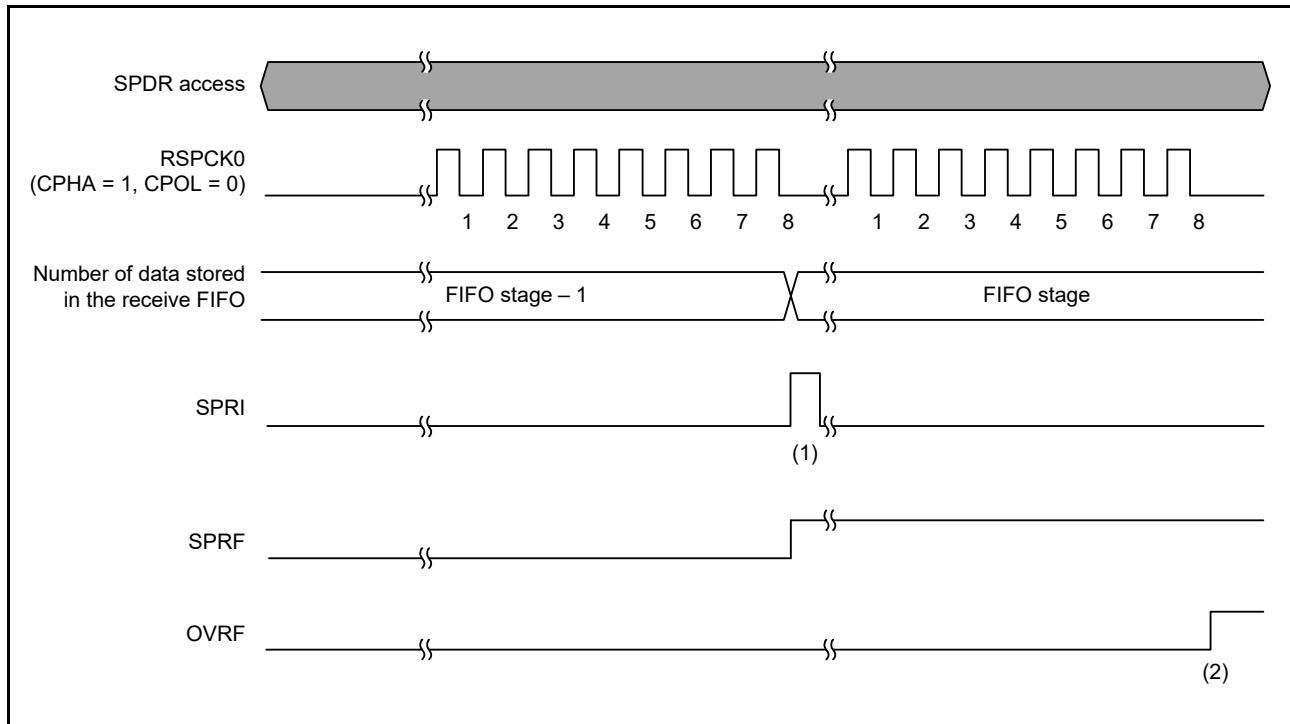 SPDR access
RSPCK0
(CPHA = 1, CPOL = 0)
1 2 3 4 5 6 7 8 1 2 3 4 5 6 7 8
Number of data stored
in the receive FIFO
FIFO stage – 1 FIFO stage
SPRI
(1)
SPRF
OVRF
(2)